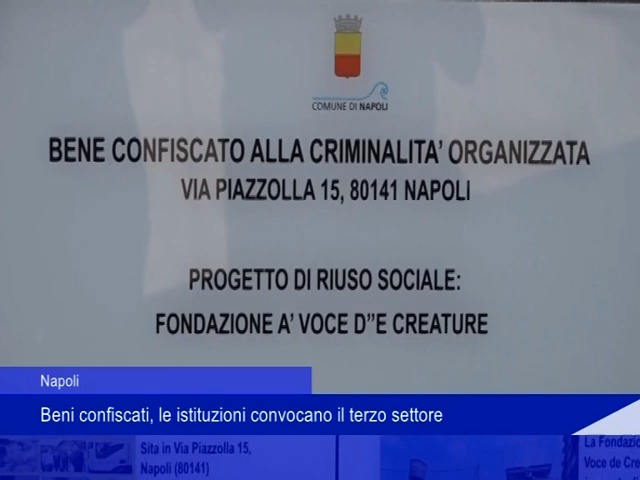 COMUNE DI NAPOLI
BENE CONFISCATO ALLA CRIMINALITA' ORGANIZZATA
VIA PIAZZOLLA 15, 80141 NAPOLI
PROGETTO DI RIUSO SOCIALE:
FONDAZIONE A' VOCE D''E CREATURE
Napoli
Beni confiscati, le istituzioni convocano il terzo settore
Sita in Via Piazzolla 15,
Napoli (80141)
La Fondazio
Voce de Cre